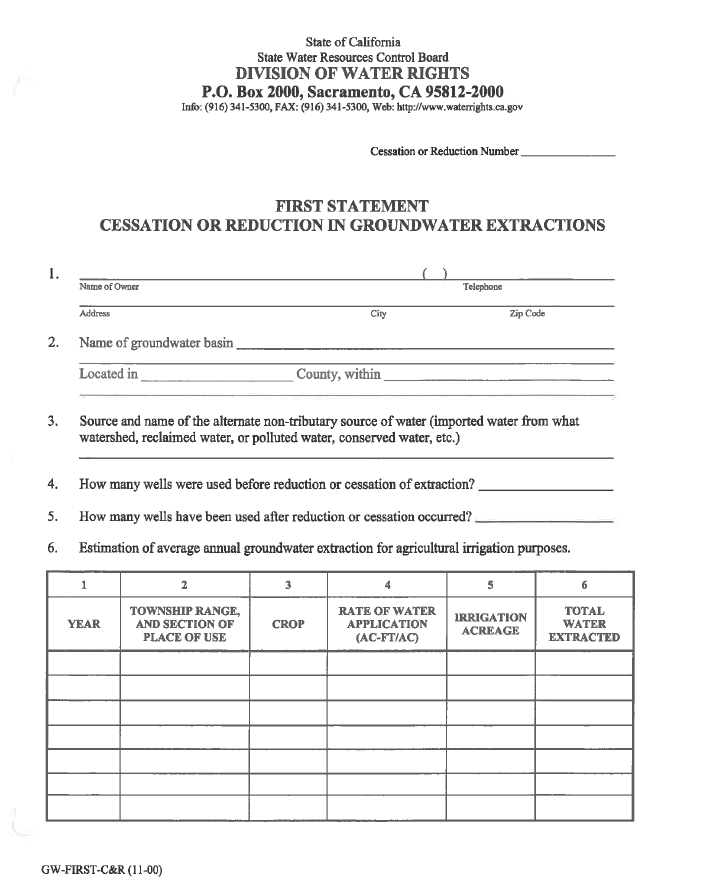 State of California
State Water Resources Control Board
DIVISION OF WATER RIGHTS
P.O. Box 2000, Sacramento, CA 95812-2000
Info: (916) 341-5300, FAX: (916) 341-5300, Web: http://www.waterrights.ca.gov
Cessation or Reduction Number
FIRST STATEMENT
CESSATION OR REDUCTION IN GROUNDWATER EXTRACTIONS
1. ( )
Name of Owner Telephone
Address City Zip Code
2. Name of groundwater basin
Located in County, within
3. Source and name of the alternate non-tributary source of water (imported water from what
watershed, reclaimed water, or polluted water, conserved water, etc.)
4. How many wells were used before reduction or cessation of extraction?
5. How many wells have been used after reduction or cessation occurred?
6. Estimation of average annual groundwater extraction for agricultural irrigation purposes.
1 2 3 4 5 6
YEAR
TOWNSHIP RANGE,
AND SECTION OF
PLACE OF USE
CROP
RATE OF WATER
APPLICATION
(AC-FT/AC)
IRRIGATION
ACREAGE
TOTAL
WATER
EXTRACTED
GW-FIRST-C&R (11-00)